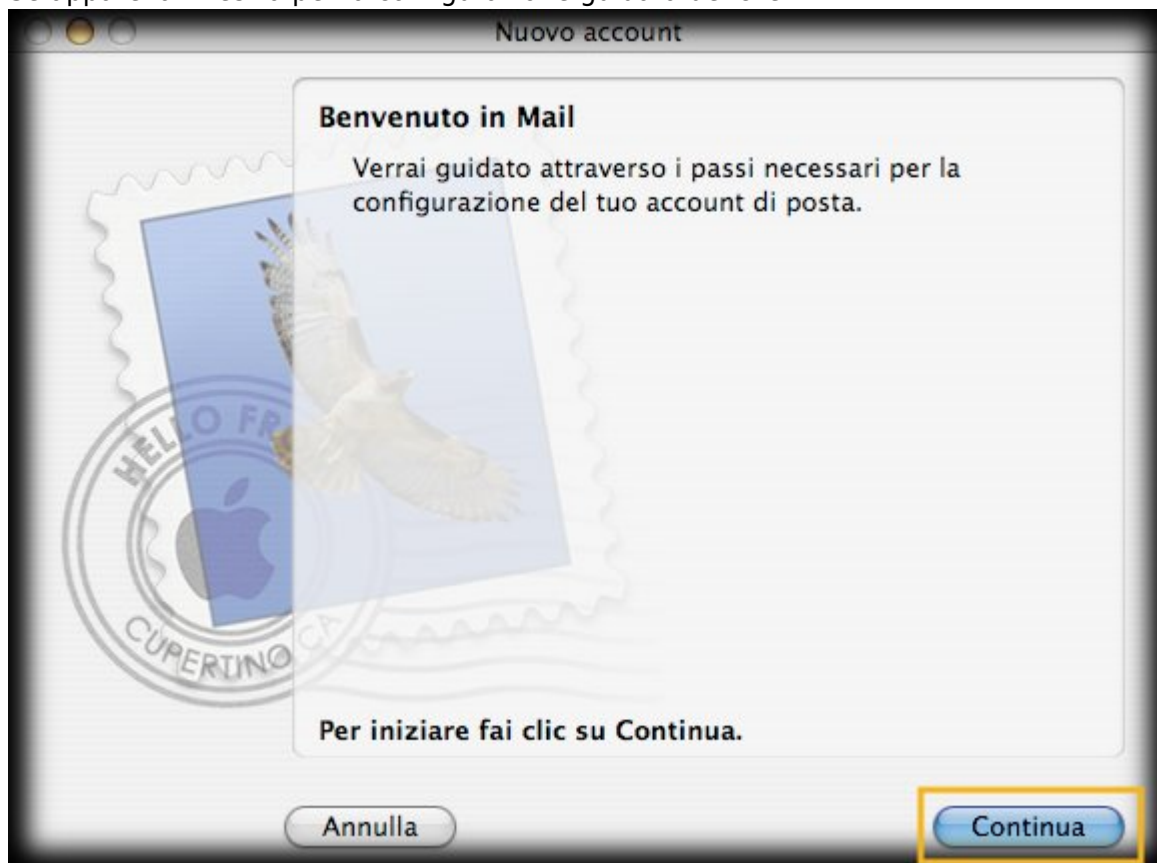 Nuovo account
Benvenuto in Mail
Verrai guidato attraverso i passi necessari per la
configurazione del tuo account di posta.
HELLO FR
CUPERTINO CA
Per iniziare fai clic su Continua.
Annulla
Continua